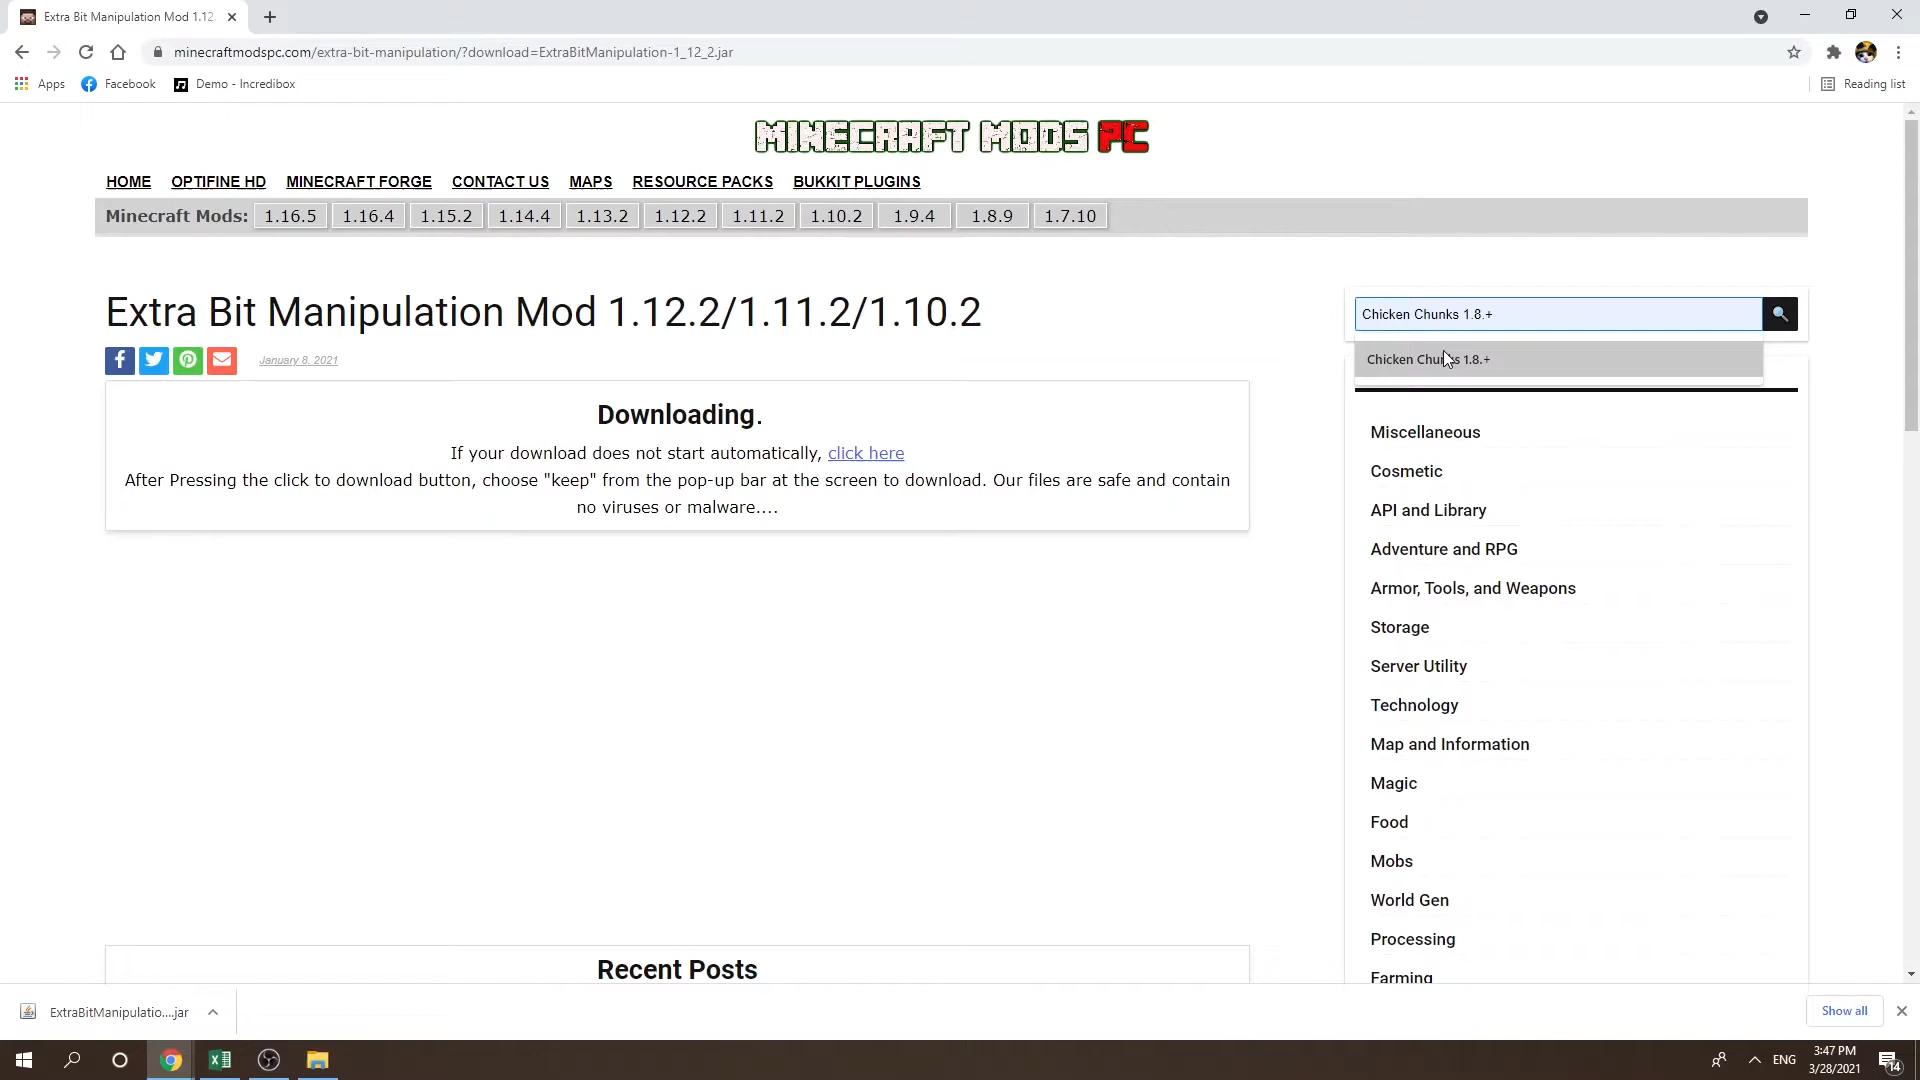 Extra Bit Manipulation Mod 1.12.
minecraftmodspc.com/extra-bit-manipulation/?download=ExtraBitManipulation-1_12_2.jar
Apps
Facebook
Demo - Incredibox
Reading list
MINECRAFT MODS PC
HOME
OPTIFINE HD
MINECRAFT FORGE
CONTACT US
MAPS
RESOURCE PACKS
BUKKIT PLUGINS
Minecraft Mods:
1.16.5
1.16.4
1.15.2
1.14.4
1.13.2
1.12.2
1.11.2
1.10.2
1.9.4
1.8.9
1.7.10
Extra Bit Manipulation Mod 1.12.2/1.11.2/1.10.2
January 8, 2021
Downloading.
If your download does not start automatically, click here
After Pressing the click to download button, choose "keep" from the pop-up bar at the screen to download. Our files are safe and contain
no viruses or malware....
Recent Posts
Chicken Chunks 1.8.+
Chicken Chunks 1.8.+
Miscellaneous
Cosmetic
API and Library
Adventure and RPG
Armor, Tools, and Weapons
Storage
Server Utility
Technology
Map and Information
Magic
Food
Mobs
World Gen
Processing
Farming
ExtraBitManipulatio....jar
Show all
ENG
3:47 PM
3/28/2021
14